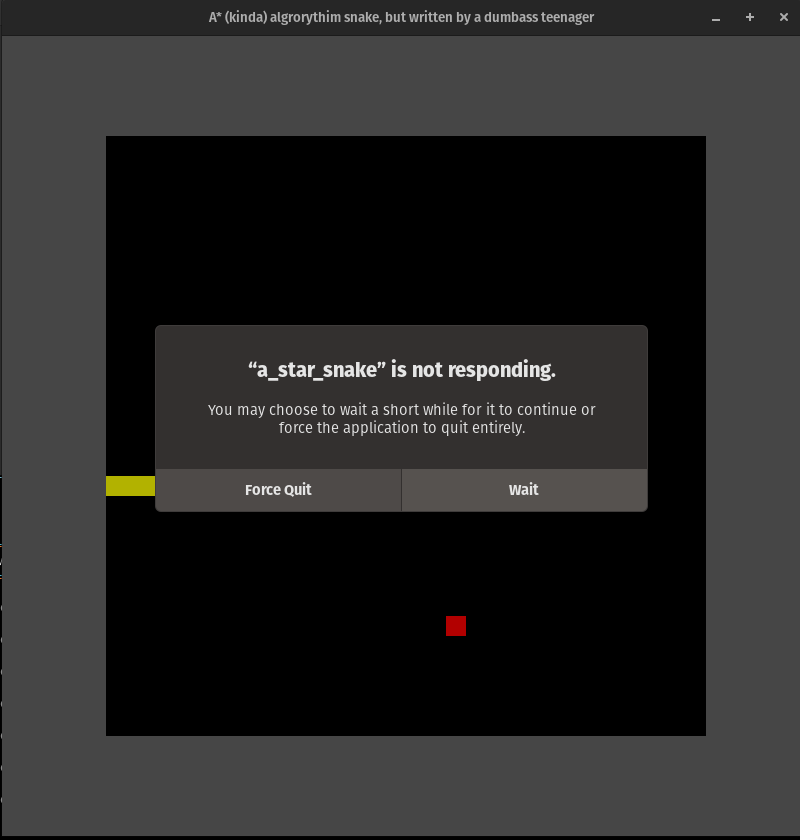 A* (kinda) algrorythim snake, but written by a dumbass teenager
“a_star_snake” is not responding.
You may choose to wait a short while for it to continue or
force the application to quit entirely.
Force Quit
Wait